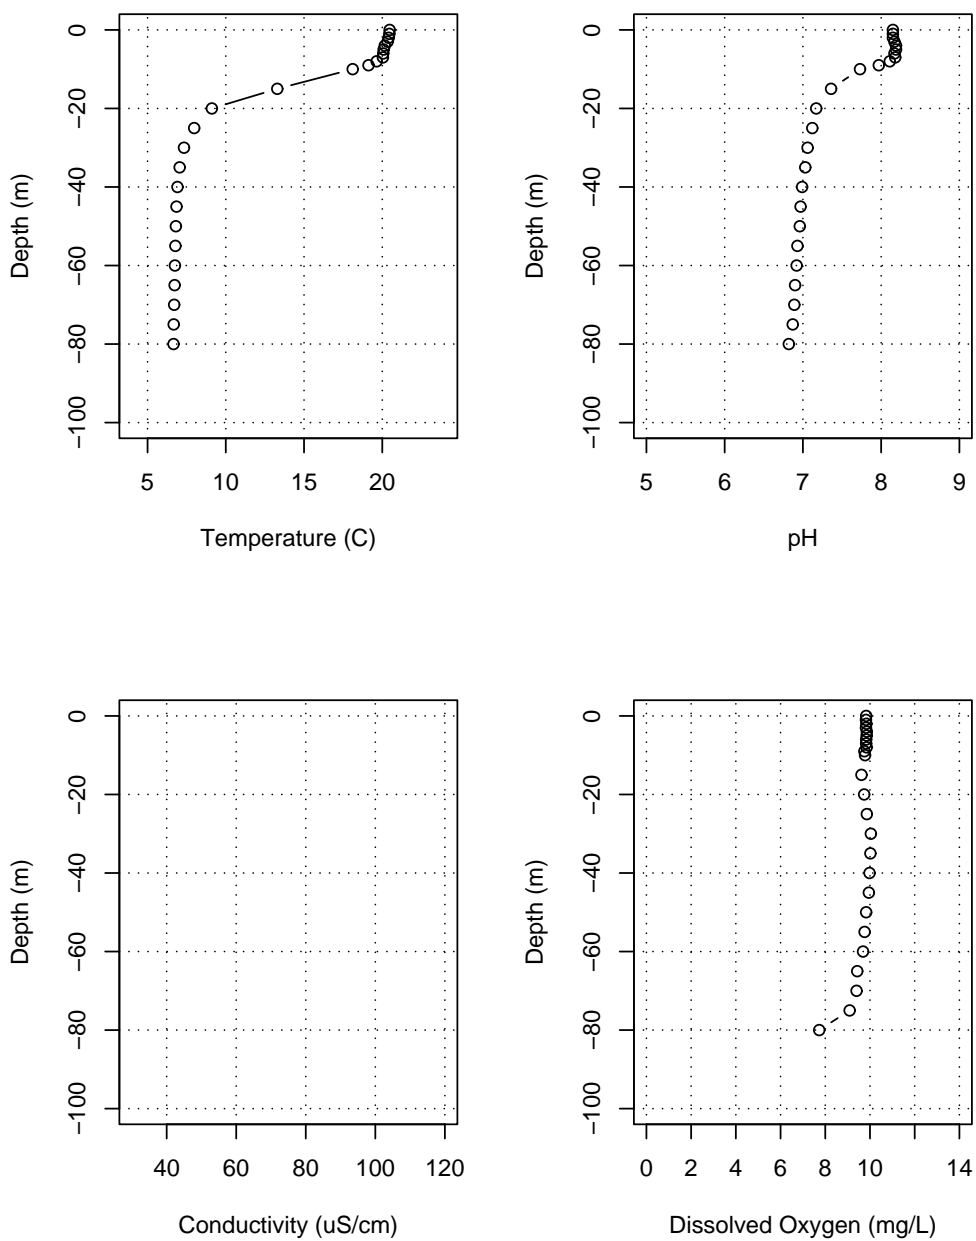 0
−20
−40
−60
−80
−100
Depth (m)
5 10 15 20
Temperature (C)
0
−20
−40
−60
−80
−100
Depth (m)
5 6 7 8 9
pH
0
−20
−40
−60
−80
−100
Depth (m)
40 60 80 100 120
Conductivity (uS/cm)
0
−20
−40
−60
−80
−100
Depth (m)
0 2 4 6 8 10 14
Dissolved Oxygen (mg/L)